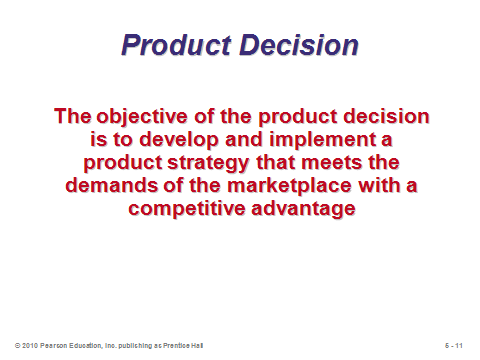 Product Decision
The objective of the product decision
is to develop and implement a
product strategy that meets the
demands of the marketplace with a
competitive advantage
© 2010 Pearson Education, Inc. publishing as Prentice Hall
5 - 11